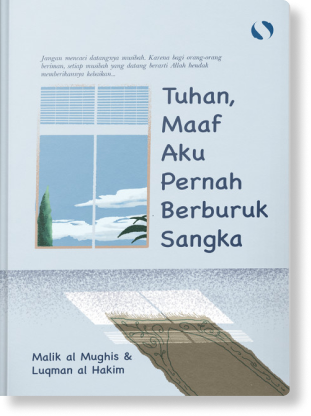 Jangan mencaci datangnya musibah. Karena bagi orang-orang
beriman, setiap musibah yang datang berarti Allah hendak
memberikannya kebaikan...
Tuhan,
Maaf
Aku
Pernah
Berburuk
Sangka
Malik al Mughis &
Luqman al Hakim